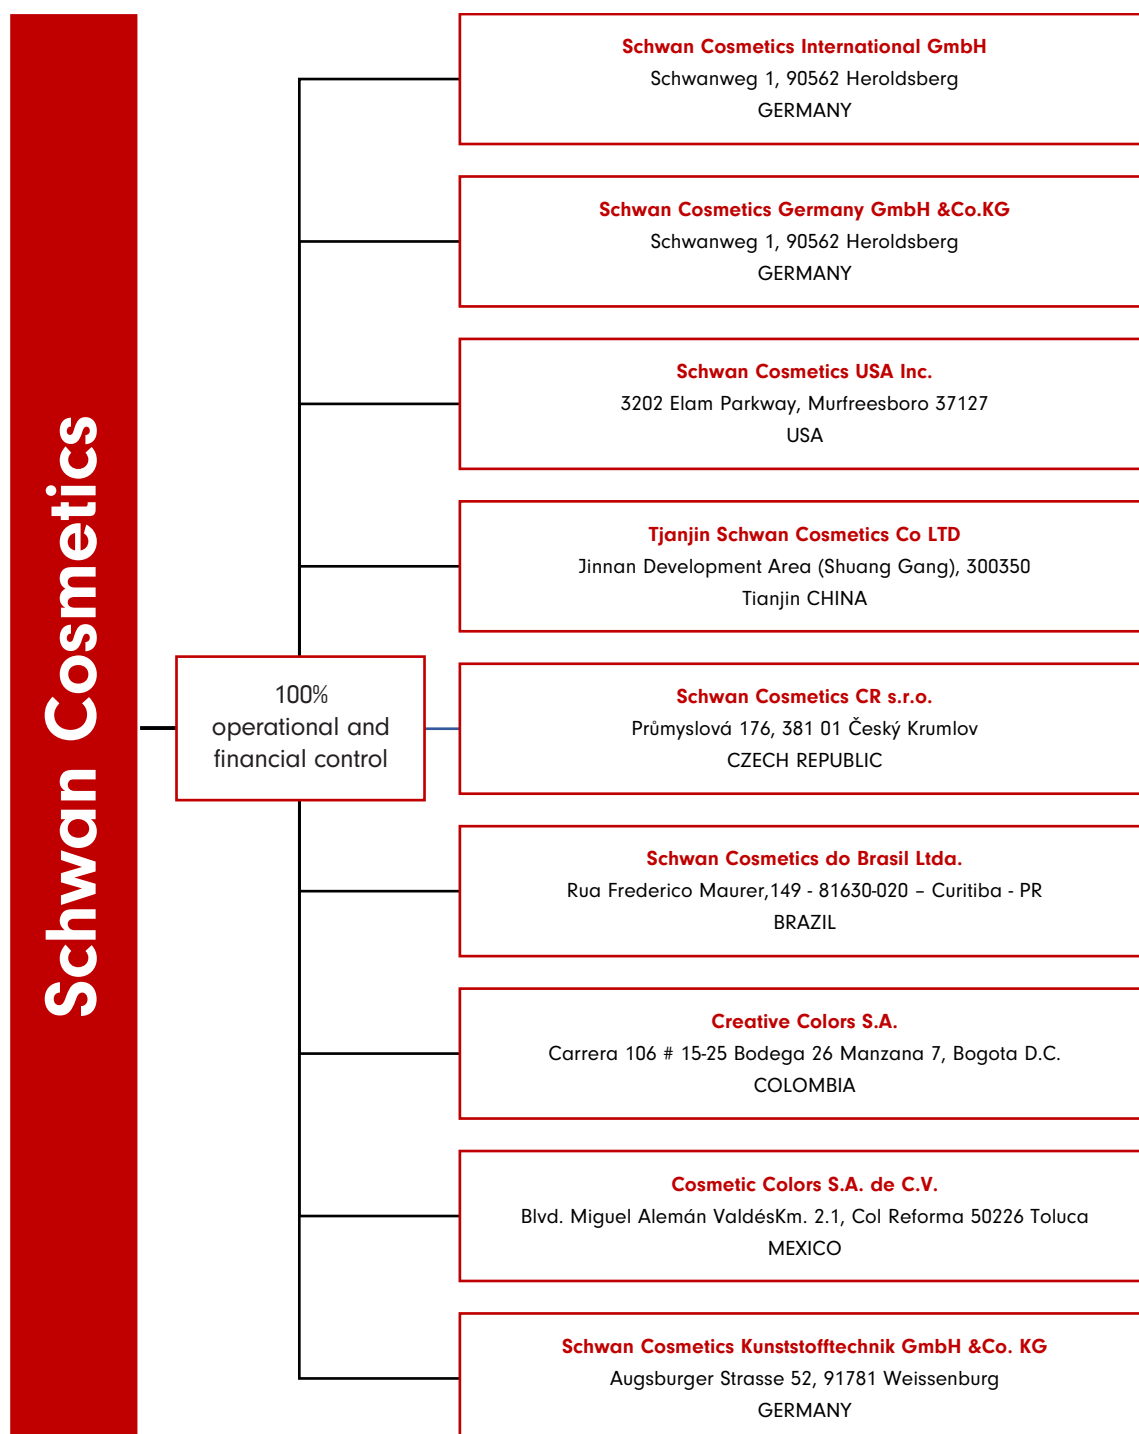 Schwan Cosmetics
100%
operational and
financial control
Schwan Cosmetics International GmbH
Schwanweg 1, 90562 Heroldsberg
GERMANY
Schwan Cosmetics Germany GmbH &Co.KG
Schwanweg 1, 90562 Heroldsberg
GERMANY
Schwan Cosmetics USA Inc.
3202 Elam Parkway, Murfreesboro 37127
USA
Tjanjin Schwan Cosmetics Co LTD
Jinnan Development Area (Shuang Gang), 300350
Tianjin CHINA
Schwan Cosmetics CR s.r.o.
Průmyslová 176, 381 01 Český Krumlov
CZECH REPUBLIC
Schwan Cosmetics do Brasil Ltda.
Rua Frederico Maurer,149 - 81630-020 – Curitiba - PR
BRAZIL
Creative Colors S.A.
Carrera 106 # 15-25 Bodega 26 Manzana 7, Bogota D.C.
COLOMBIA
Cosmetic Colors S.A. de C.V.
Blvd. Miguel Alemán ValdésKm. 2.1, Col Reforma 50226 Toluca
MEXICO
Schwan Cosmetics Kunststofftechnik GmbH &Co. KG
Augsburger Strasse 52, 91781 Weissenburg
GERMANY